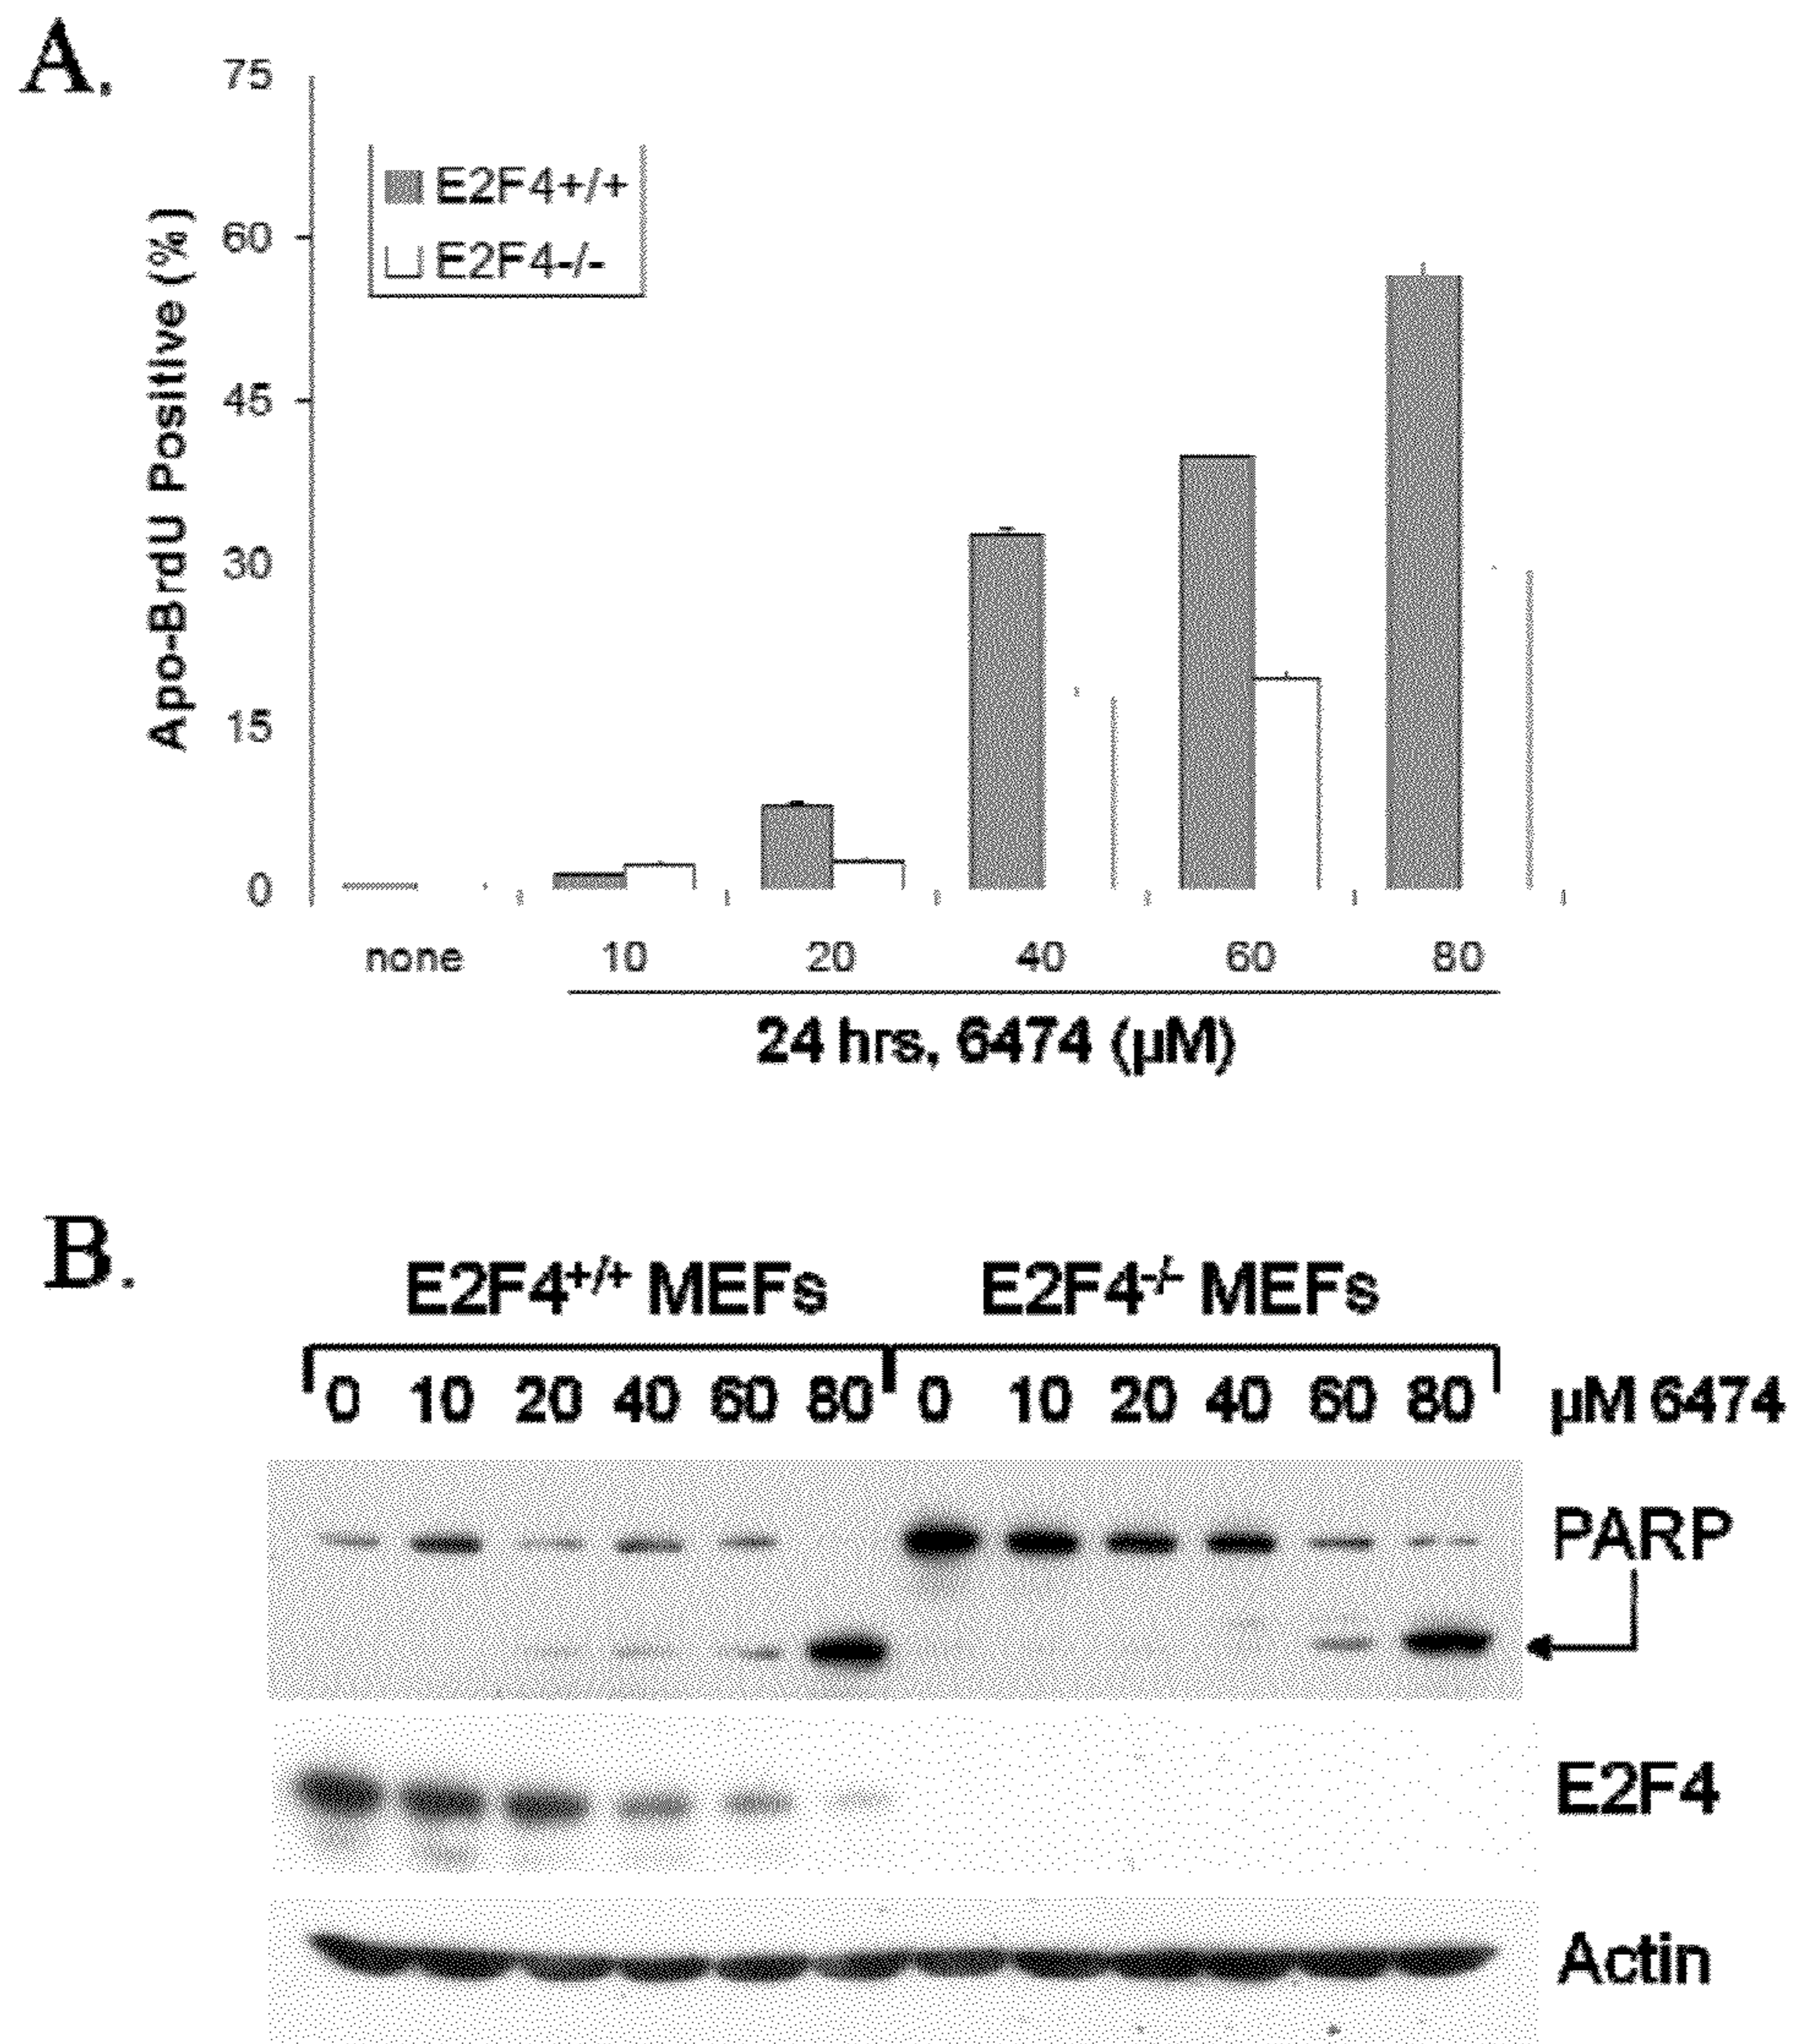 A.
75
60
45
30
15
0
Apo-BrdU Positive (%)
E2F4+/+
E2F4-/-
none 10 20 40 60 80
24 hrs, 6474 (µM)
B.
E2F4+/+ MEFs E2F4-/- MEFs
0 10 20 40 60 80 0 10 20 40 60 80 µM 6474
PARP
E2F4
Actin